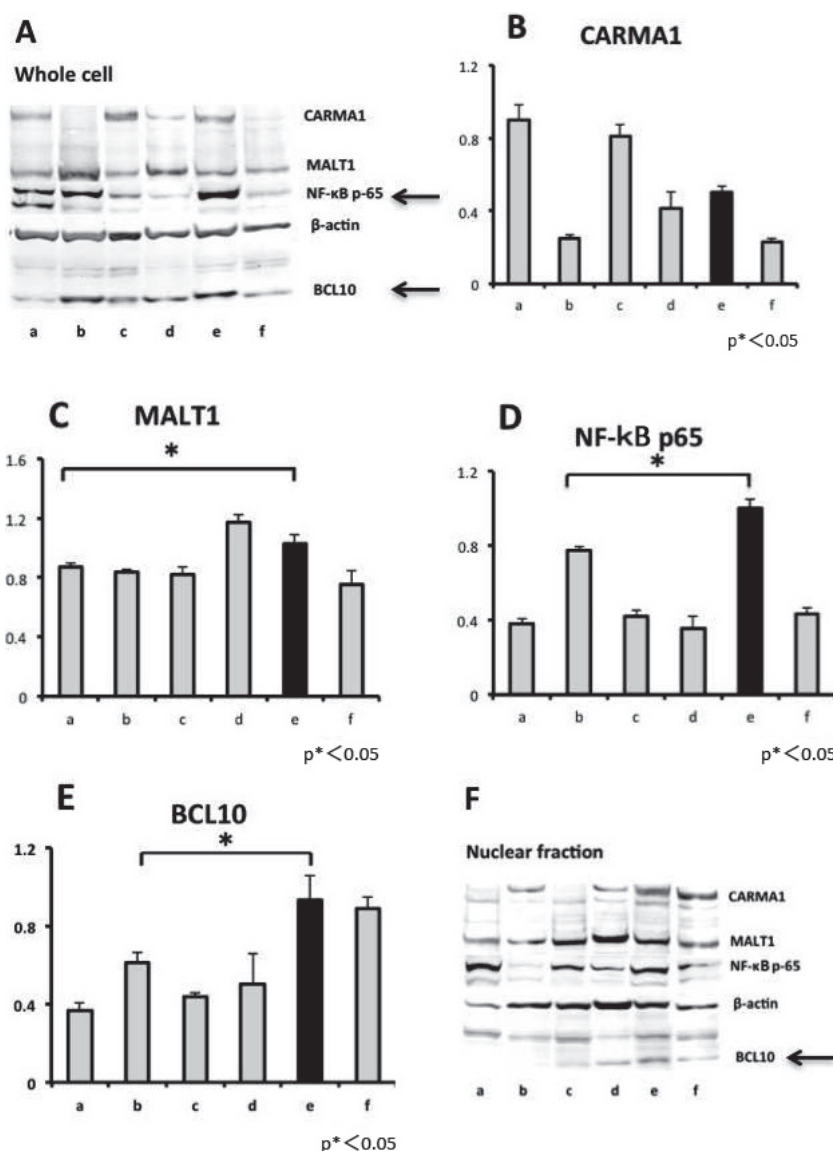 A
Whole cell
CARMA1
MALT1
NF-κB p-65
β-actin
BCL10
a b c d e f
B
CARMA1
1.2
0.8
0.4
0
a b c d e f
p*<0.05
C
MALT1
*
1.6
1.2
0.8
0.4
0
a b c d e f
p*<0.05
D
NF-kB p65
*
1.2
0.8
0.4
0
a b c d e f
p*<0.05
E
BCL10
*
1.2
0.8
0.4
0
a b c d e f
p*<0.05
F
Nuclear fraction
CARMA1
MALT1
NF-κB p-65
β-actin
BCL10
a b c d e f